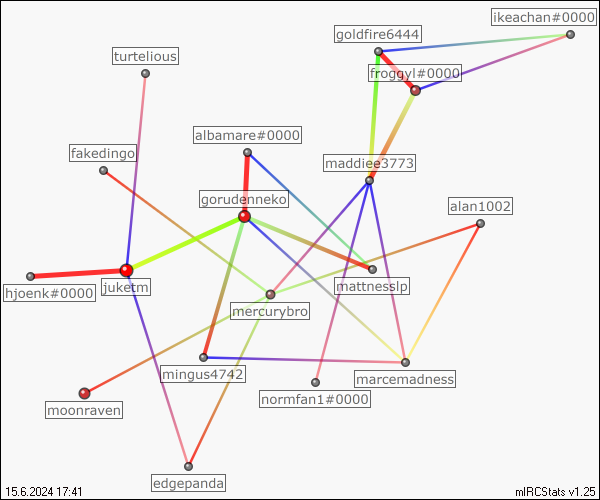 ikeachan#0000
goldfire6444
turtelious
froggyl#0000
albamare#0000
fakedingo
maddiee3773
gorudenneko
alan1002
hjoenk#0000
juketm
mattnesslp
mercurybro
mingus4742
marcemadness
normfan1#0000
moonraven
edgepanda
15.6.2024 17:41
mIRCStats v1.25